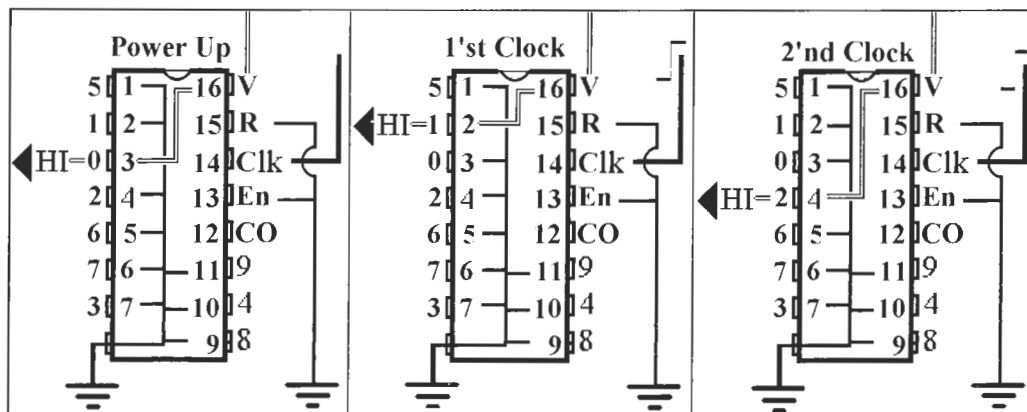 Power Up
5 1 16 V
1 2 15 R
HI=0 3 14 Clk
2 4 13 En
6 5 12 CO
7 6 11 9
3 7 10 4
9 8
1'st Clock
5 1 16 V
HI=1 2 15 R
0 3 14 Clk
2 4 13 En
6 5 12 CO
7 6 11 9
3 7 10 4
9 8
2'nd Clock
5 1 16 V
1 2 15 R
0 3 14 Clk
HI=2 4 13 En
6 5 12 CO
7 6 11 9
3 7 10 4
9 8